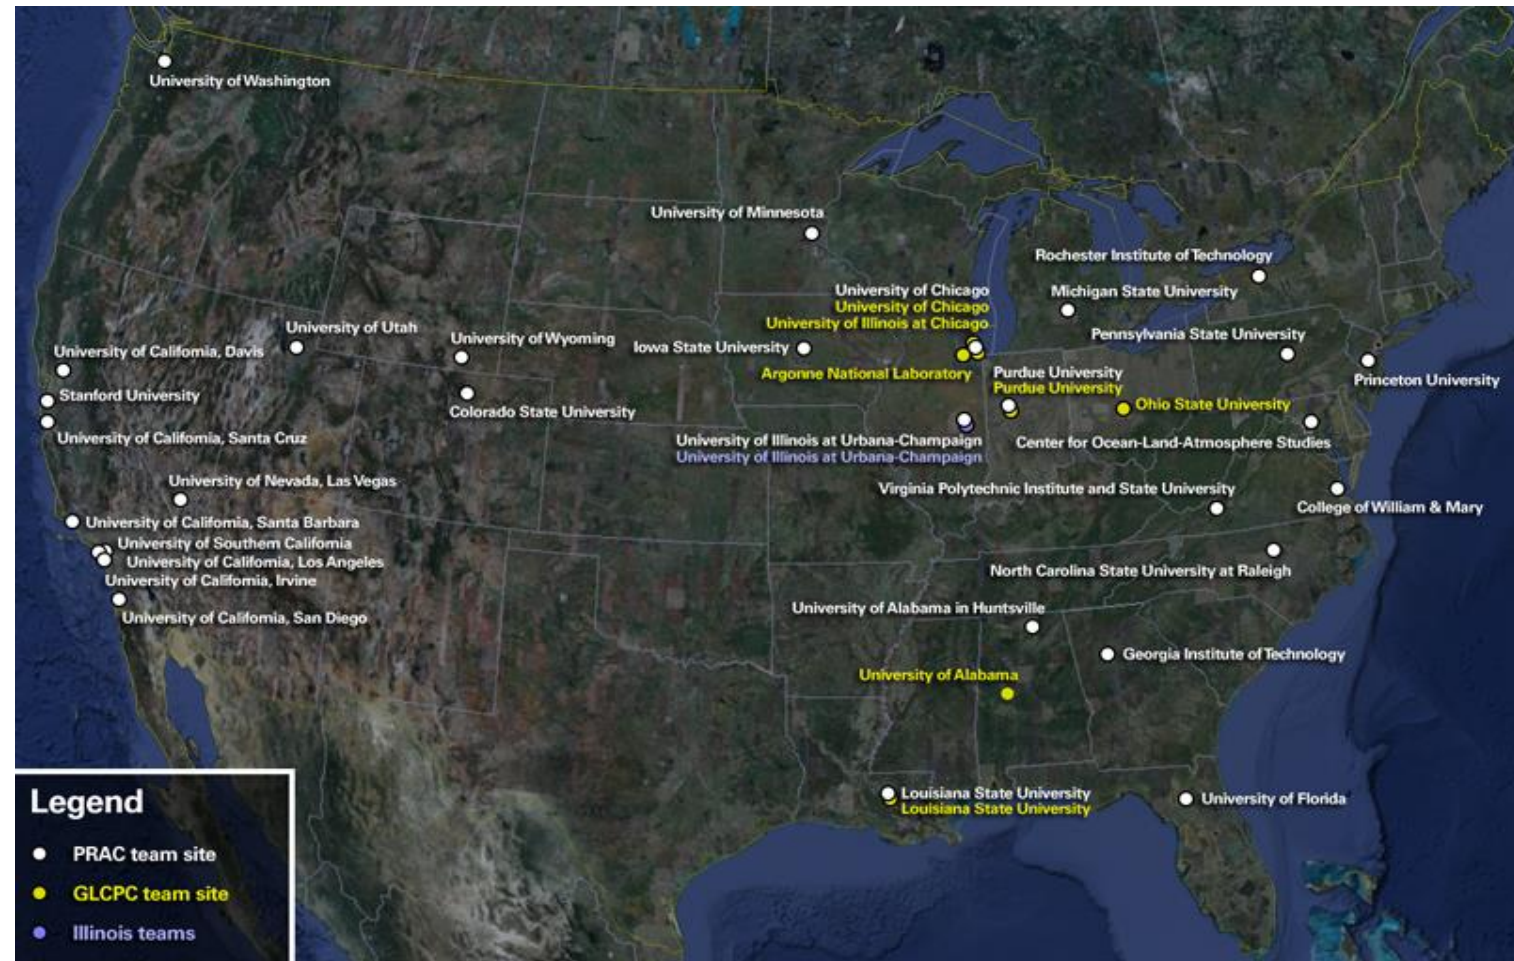 University of Washington
University of Minnesota
Rochester Institute of Technology
University of Chicago
Michigan State University
University of Chicago
University of Illinois at Chicago
University of Utah
Pennsylvania State University
University of Wyoming
Iowa State University
University of California, Davis
Argonne National Laboratory
Purdue University
Princeton University
Purdue University
Stanford University
Ohio State University
Colorado State University
University of California, Santa Cruz
University of Illinois at Urbana-Champaign
Center for Ocean-Land-Atmosphere Studies
University of Illinois at Urbana-Champaign
University of Nevada, Las Vegas
Virginia Polytechnic Institute and State University
College of William & Mary
University of California, Santa Barbara
University of Southern California
University of California, Los Angeles
North Carolina State University at Raleigh
University of California, Irvine
University of Alabama in Huntsville
University of California, San Diego
Georgia Institute of Technology
University of Alabama
Louisiana State University
University of Florida
Louisiana State University
Legend
PRAC team site
GLCPC team site
Illinois teams